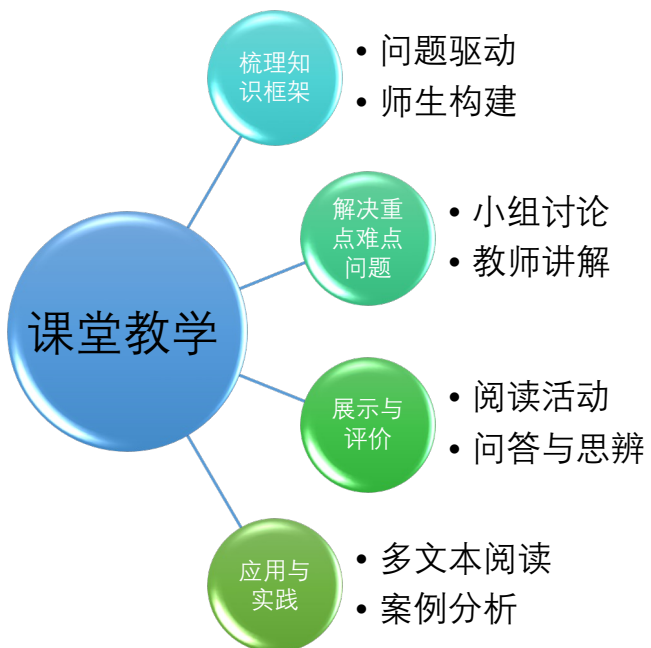 课堂教学
梳理知
识框架
• 问题驱动
• 师生构建
解决重
点难点
问题
• 小组讨论
• 教师讲解
展示与
评价
• 阅读活动
• 问答与思辨
应用与
实践
• 多文本阅读
• 案例分析